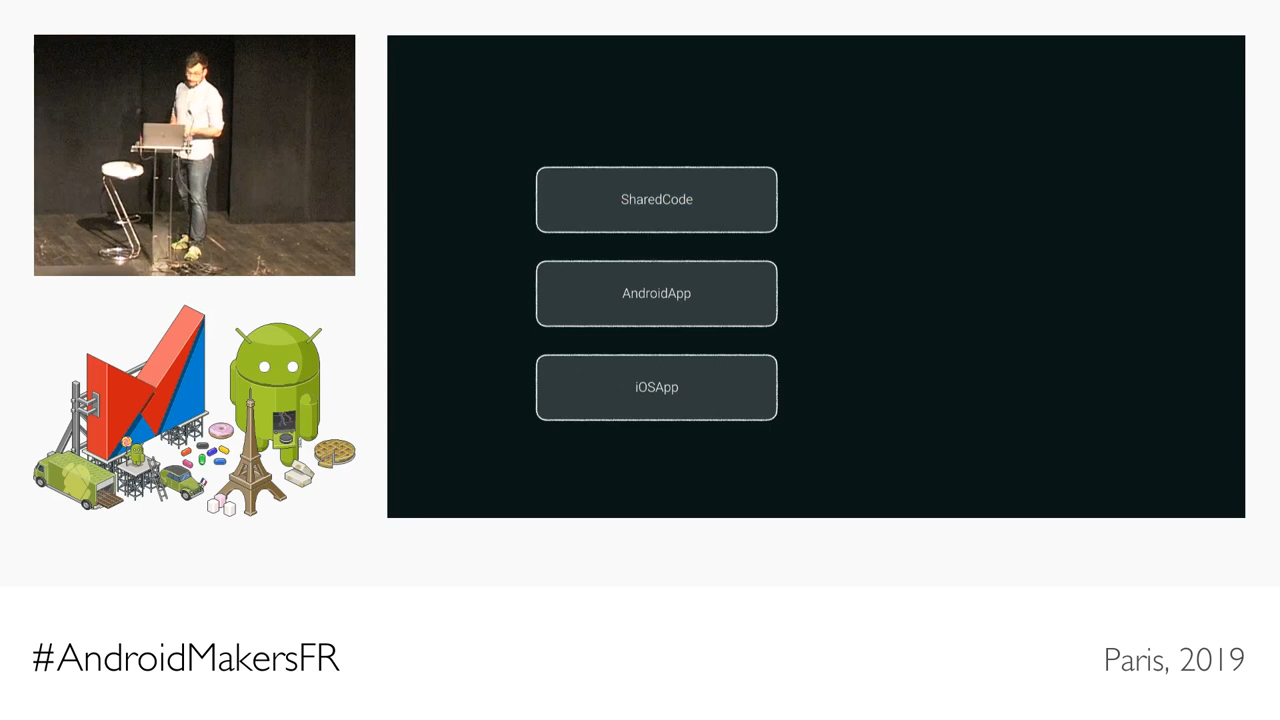 SharedCode
AndroidApp
iOSApp
#AndroidMakersFR
Paris, 2019